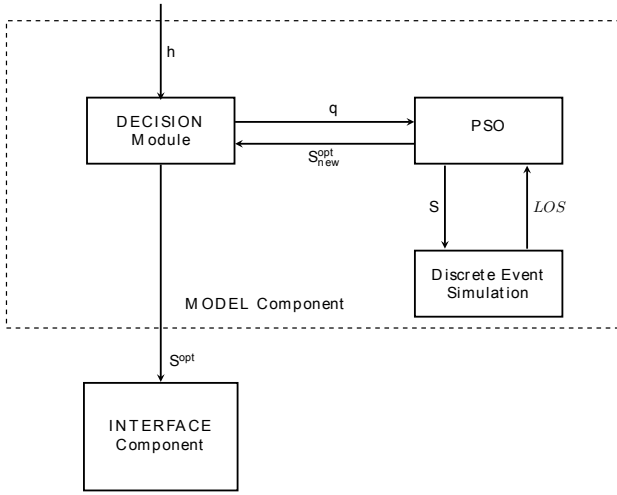 h
DECISION
Module
q
PSO
S^opt_new
S
LOS
Discrete Event
Simulation
MODEL Component
S^opt
INTERFACE
Component